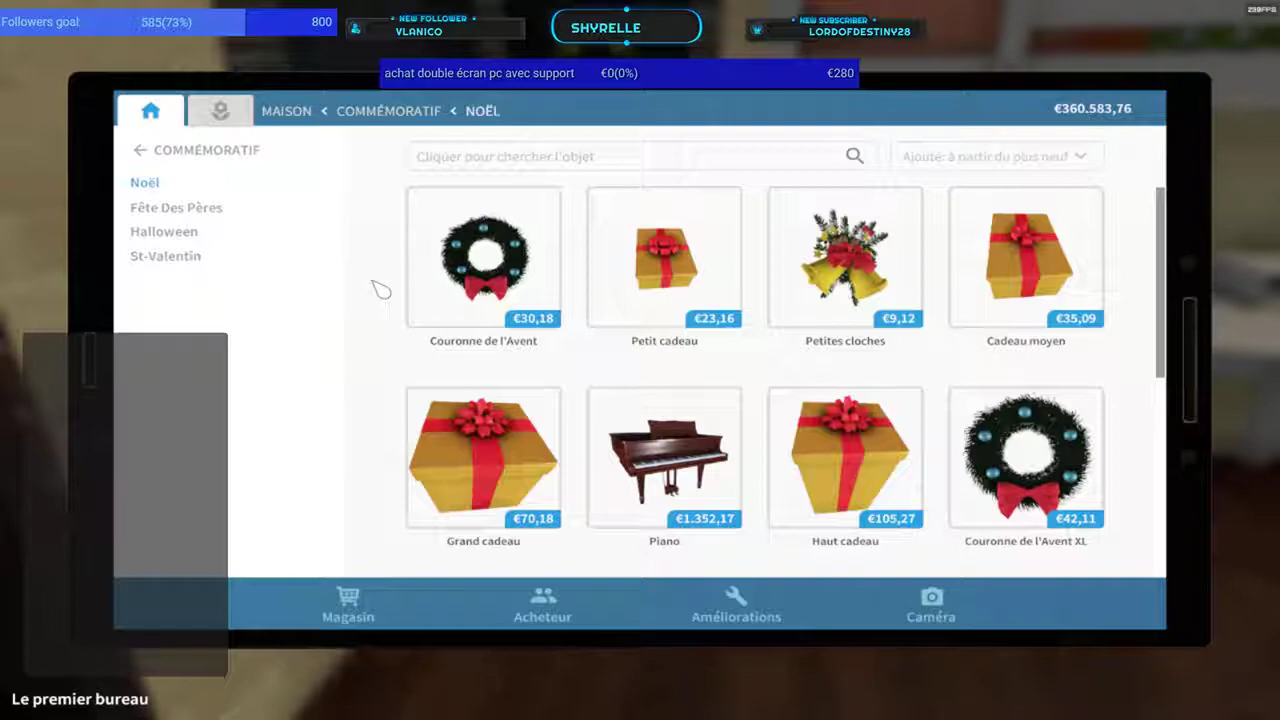 Followers goal 585(73%) 800
NEW FOLLOWER
VLANICO
SHYRELLE
NEW SUBSCRIBER
LORDOFDESTINY28
239FPS
achat double écran pc avec support €0(0%) €280
MAISON < COMMÉMORATIF < NOËL
€360.583,76
← COMMÉMORATIF
Noël
Fête Des Pères
Halloween
St-Valentin
Cliquer pour chercher l'objet
Ajouté: à partir du plus neuf
€30,18
€23,16
€9,12
€35,09
Couronne de l'Avent
Petit cadeau
Petites cloches
Cadeau moyen
€70,18
€1.352,17
€105,27
€42,11
Grand cadeau
Piano
Haut cadeau
Couronne de l'Avent XL
Magasin
Acheteur
Améliorations
Caméra
Le premier bureau